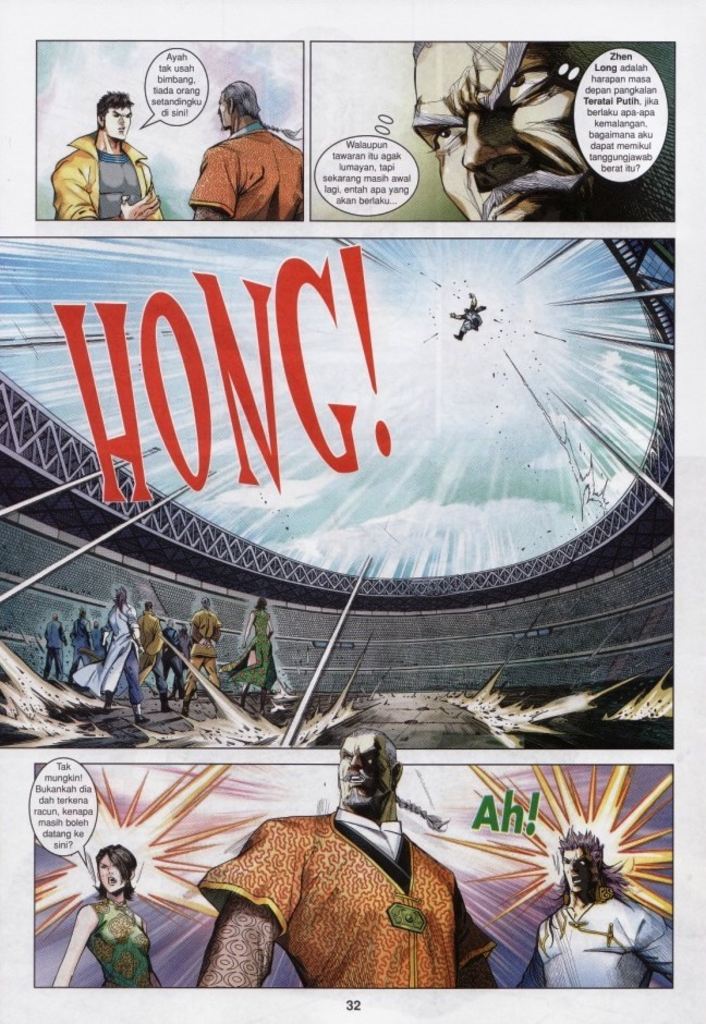 Ayah
tak usah
bimbang,
tiada orang
setandingku
di sini!
Walaupun
tawaran itu agak
lumayan, tapi
sekarang masih awal
lagi, entah apa yang
akan berlaku...
Zhen
Long adalah
harapan masa
depan pangkalan
Teratai Putih, jika
berlaku apa-apa
kemalangan,
bagaimana aku
dapat memikul
tanggungjawab
berat itu?
HONG!
Tak
mungkin!
Bukankah dia
dah terkena
racun, kenapa
masih boleh
datang ke
sini?
Ah!
32